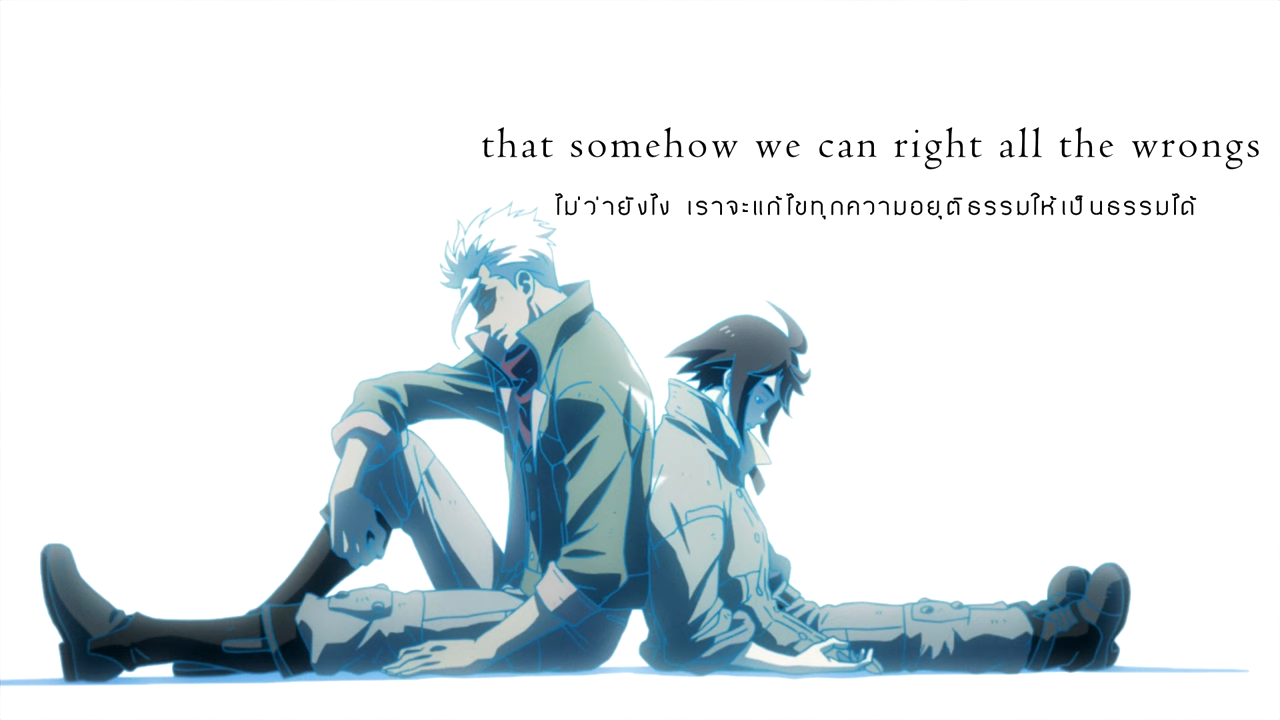 that somehow we can right all the wrongs
ไม่ว่ายังไง เราจะแก้ไขทุกความอยุติธรรมให้เป็นธรรมได้